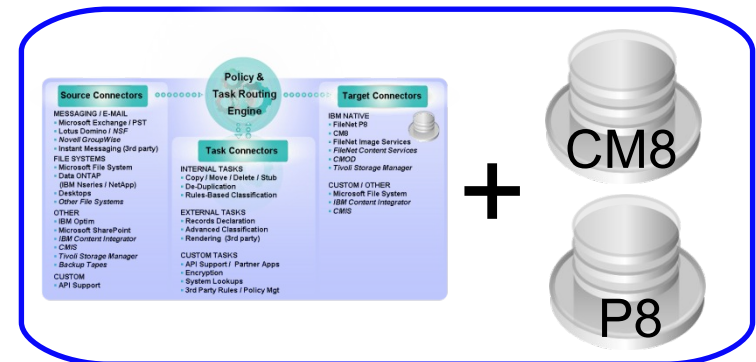 Policy &
Task Routing
Engine
Source Connectors
MESSAGING / E-MAIL
• Microsoft Exchange / PST
• Lotus Domino / NSF
• Novell GroupWise
• Instant Messaging (3rd party)
FILE SYSTEMS
• Microsoft File System
• Data ONTAP
(IBM Nseries / NetApp)
• Desktops
• Other File Systems
OTHER
• IBM Optim
• Microsoft SharePoint
• IBM Content Integrator
• CMIS
• Tivoli Storage Manager
• Backup Tapes
CUSTOM
• API Support
Task Connectors
INTERNAL TASKS
• Copy / Move / Delete / Stub
• De-Duplication
• Rules-Based Classification
EXTERNAL TASKS
• Records Declaration
• Advanced Classification
• Rendering (3rd party)
CUSTOM TASKS
• API Support / Partner Apps
• Encryption
• System Lookups
• 3rd Party Rules / Policy Mgt
Target Connectors
IBM NATIVE
• FileNet P8
• CM8
• FileNet Image Services
• FileNet Content Services
• CMOD
• Tivoli Storage Manager
CUSTOM / OTHER
• Microsoft File System
• IBM Content Integrator
• CMIS
+
CM8
P8